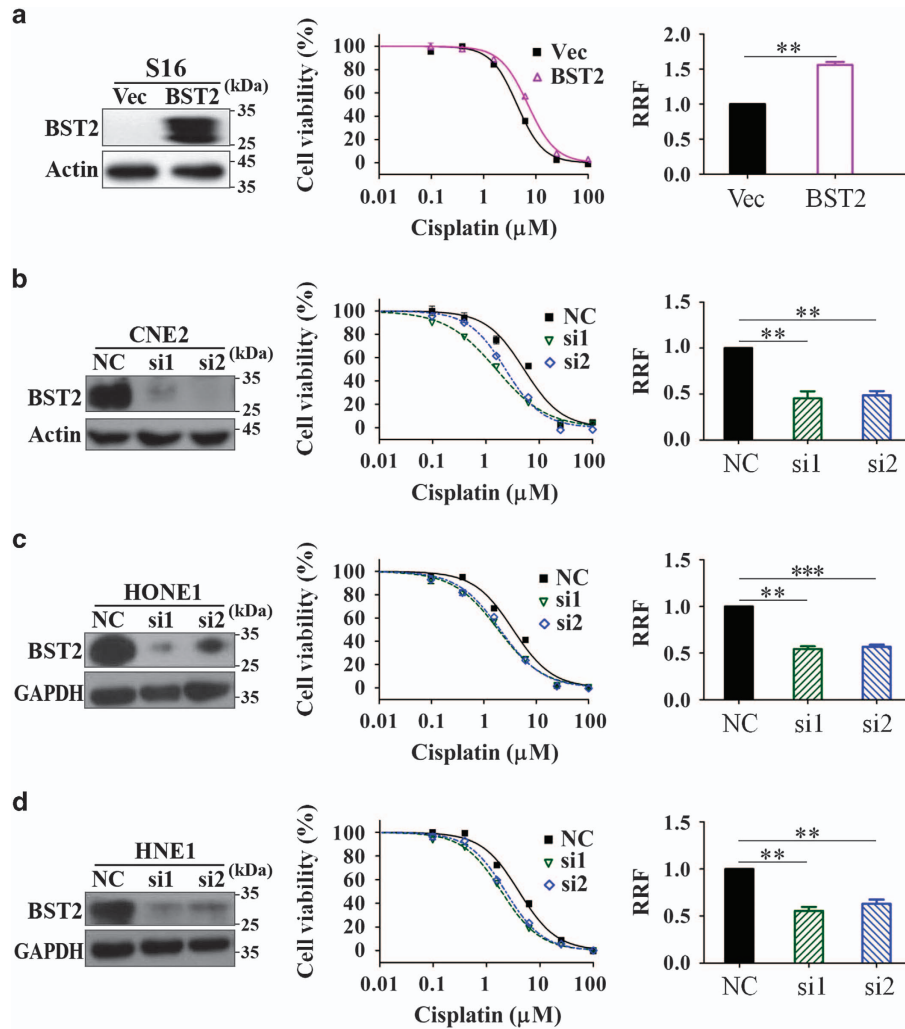 a
S16
Vec BST2 (kDa)
BST2
35
25
Actin
45
35
Cell viability (%)
100
80
60
40
20
0
Vec
BST2
0.01 0.1 1 10 100
Cisplatin (μM)
RRF
2.0
1.5
1.0
0.5
0.0
**
Vec BST2
b
CNE2
NC si1 si2 (kDa)
BST2
35
25
Actin
45
Cell viability (%)
100
80
60
40
20
0
NC
si1
si2
0.01 0.1 1 10 100
Cisplatin (μM)
RRF
1.5
1.0
0.5
0.0
**
**
NC si1 si2
c
HONE1
NC si1 si2 (kDa)
BST2
35
25
GAPDH
35
Cell viability (%)
100
80
60
40
20
0
NC
si1
si2
0.01 0.1 1 10 100
Cisplatin (μM)
RRF
1.5
1.0
0.5
0.0
***
**
NC si1 si2
d
HNE1
NC si1 si2 (kDa)
BST2
35
25
GAPDH
35
Cell viability (%)
100
80
60
40
20
0
NC
si1
si2
0.01 0.1 1 10 100
Cisplatin (μM)
RRF
1.5
1.0
0.5
0.0
**
**
NC si1 si2